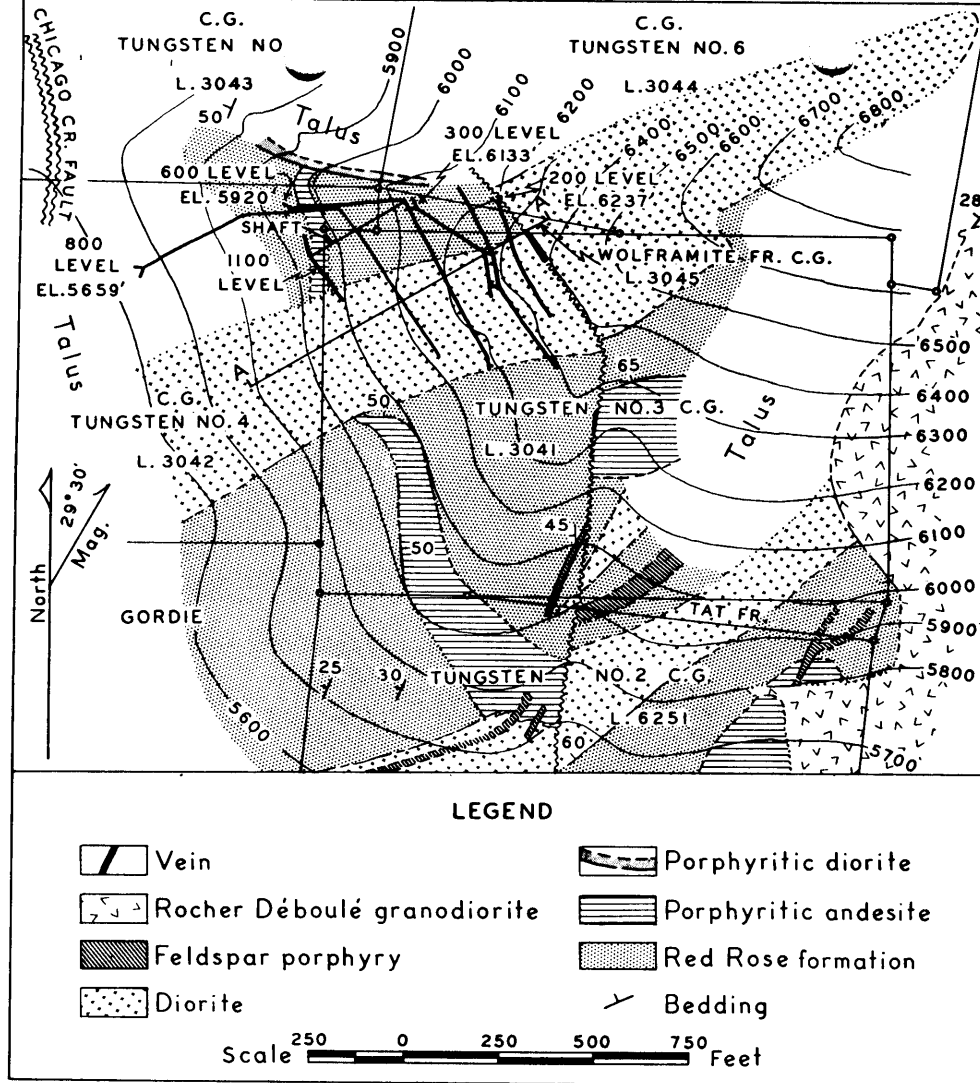 C.G.
TUNGSTEN NO
L. 3043
C.G.
TUNGSTEN NO. 6
L. 3044
CHICAGO CR. FAULT
5900
6000
6100
6200
6400
6500
6600
6700
6800
50
Talus
300 LEVEL
EL. 6133
600 LEVEL
EL. 5920'
200 LEVEL
EL. 6237'
28
SHAFT
800
LEVEL
EL. 5659'
1100
LEVEL
A
WOLFRAMITE FR. C.G.
L. 3045
Talus
A
C.G.
TUNGSTEN NO. 4
L. 3042
50
65
TUNGSTEN NO. 3 C.G.
L. 3041
Talus
6500
6400
6300
6200
6100
6000
5900
5800
5700'
North
29° 30'
Mag.
45
50
GORDIE
TAT FR.
25
30
TUNGSTEN NO. 2 C.G.
L. 6251
5600
60
LEGEND
Vein
Porphyritic diorite
Rocher Déboulé granodiorite
Porphyritic andesite
Feldspar porphyry
Red Rose formation
Diorite
Bedding
Scale 250 0 250 500 750 Feet